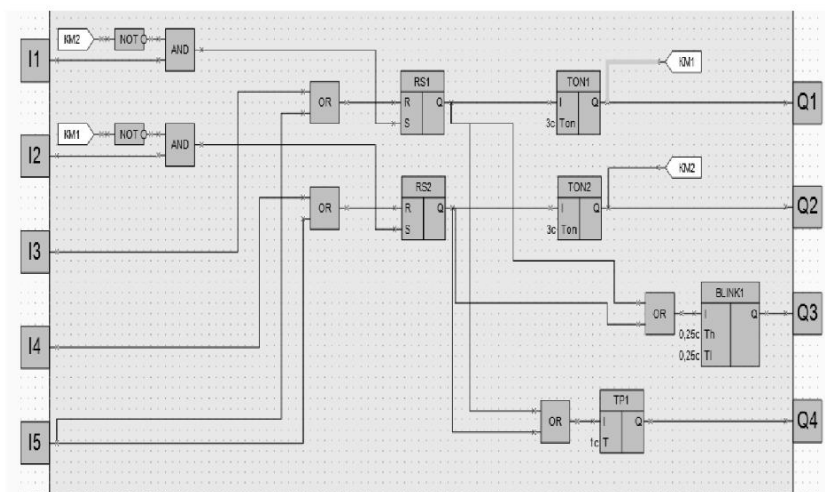 KM2 NOT AND
I1
RS1 TON1 KM1
OR R Q I Q Q1
S 3c Ton
KM1 NOT AND
I2
RS2 TON2 KM2
OR R Q I Q Q2
S 3c Ton
I3
BLINK1
OR I Q Q3
0,25c Th
0,25c Tl
I4
TP1
OR I Q Q4
1c T
I5